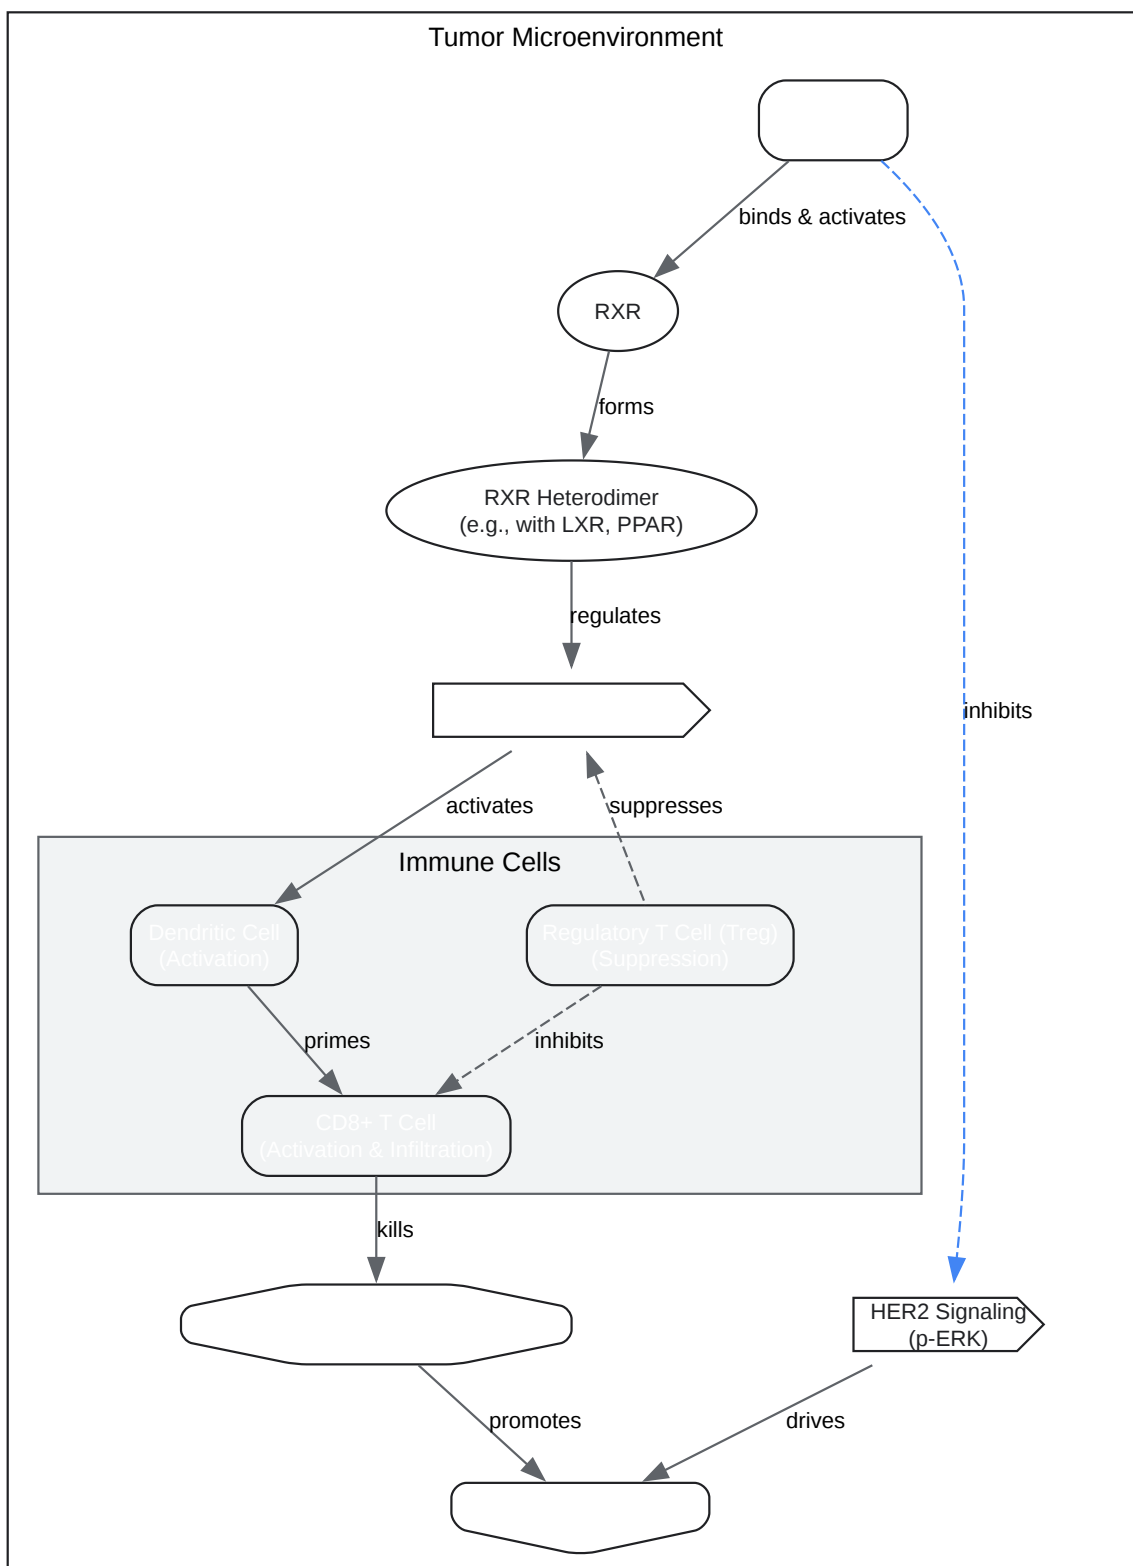 Tumor Microenvironment
binds & activates
RXR
forms
RXR Heterodimer
(e.g., with LXR, PPAR)
regulates
inhibits
activates
suppresses
Immune Cells
Dendritic Cell
(Activation)
Regulatory T Cell (Treg)
(Suppression)
primes
inhibits
CD8+ T Cell
(Activation & Infiltration)
kills
HER2 Signaling
(p-ERK)
promotes
drives